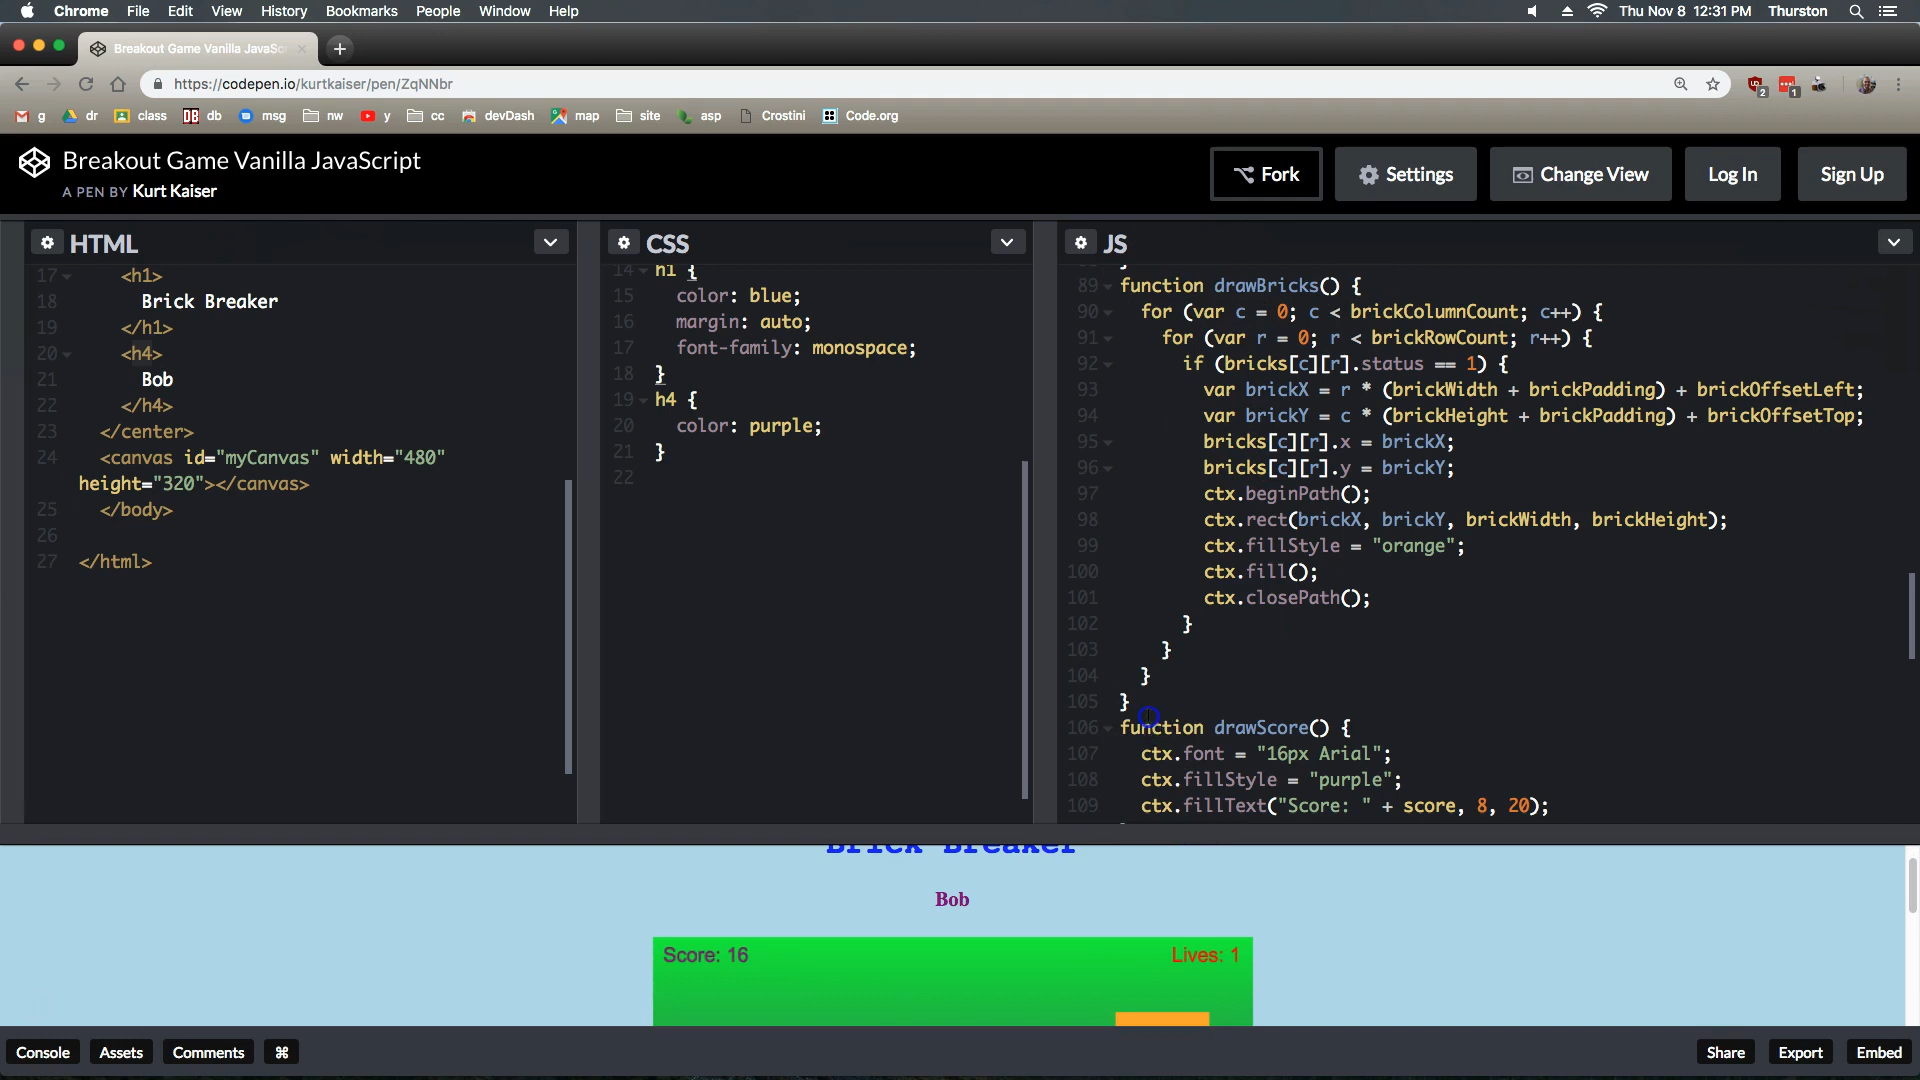 Chrome File Edit View History Bookmarks People Window Help
Thu Nov 8 12:31 PM Thurston
Breakout Game Vanilla JavaSc
https://codepen.io/kurtkaiser/pen/ZqNNbr
2
1
g dr class DB db msg nw y cc devDash map site asp Crostini Code.org
Breakout Game Vanilla JavaScript
A PEN BY Kurt Kaiser
Fork Settings Change View Log In Sign Up
HTML
17 <h1>
18 Brick Breaker
19 </h1>
20 <h4>
21 Bob
22 </h4>
23 </center>
24 <canvas id="myCanvas" width="480"
height="320"></canvas>
25 </body>
26
27 </html>
CSS
14 h1 {
15 color: blue;
16 margin: auto;
17 font-family: monospace;
18 }
19 h4 {
20 color: purple;
21 }
22
JS
}
89 function drawBricks() {
90 for (var c = 0; c < brickColumnCount; c++) {
91 for (var r = 0; r < brickRowCount; r++) {
92 if (bricks[c][r].status == 1) {
93 var brickX = r * (brickWidth + brickPadding) + brickOffsetLeft;
94 var brickY = c * (brickHeight + brickPadding) + brickOffsetTop;
95 bricks[c][r].x = brickX;
96 bricks[c][r].y = brickY;
97 ctx.beginPath();
98 ctx.rect(brickX, brickY, brickWidth, brickHeight);
99 ctx.fillStyle = "orange";
100 ctx.fill();
101 ctx.closePath();
102 }
103 }
104 }
105 }
106 function drawScore() {
107 ctx.font = "16px Arial";
108 ctx.fillStyle = "purple";
109 ctx.fillText("Score: " + score, 8, 20);
Brick Breaker
Bob
Score: 16 Lives: 1
Console Assets Comments ⌘ Share Export Embed